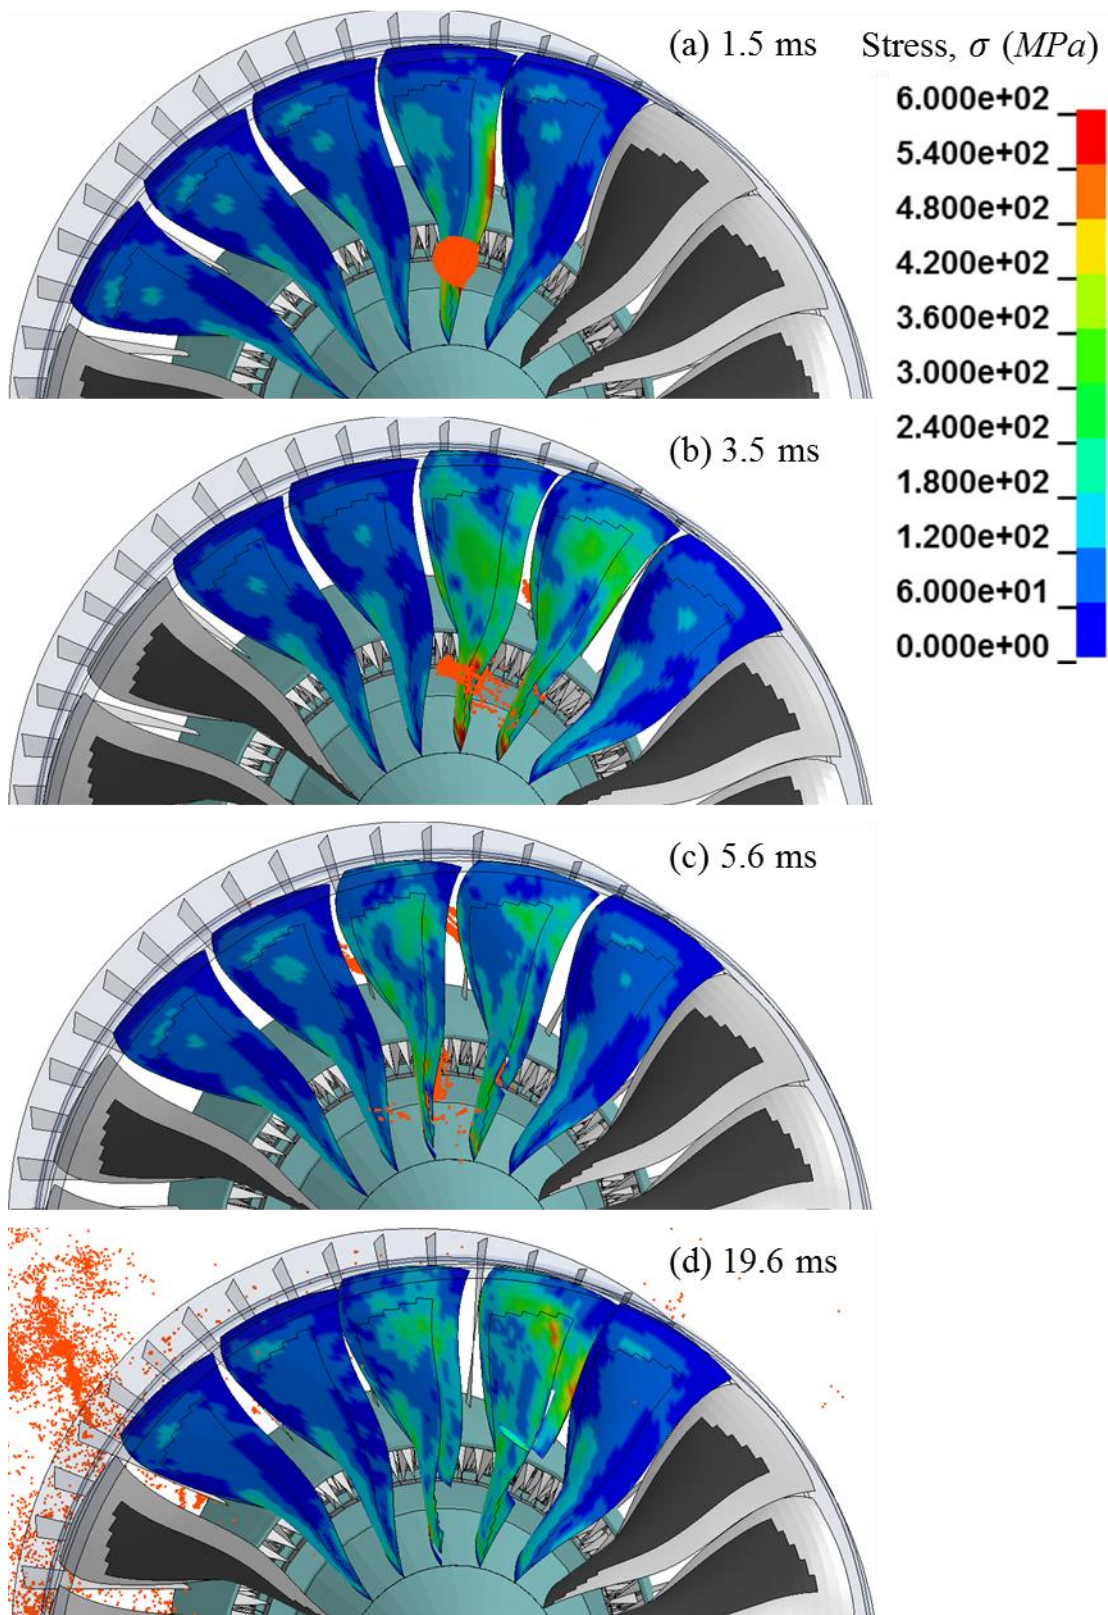 (a) 1.5 ms
Stress, σ (MPa)
6.000e+02
5.400e+02
4.800e+02
4.200e+02
3.600e+02
3.000e+02
2.400e+02
1.800e+02
1.200e+02
6.000e+01
0.000e+00
(b) 3.5 ms
(c) 5.6 ms
(d) 19.6 ms